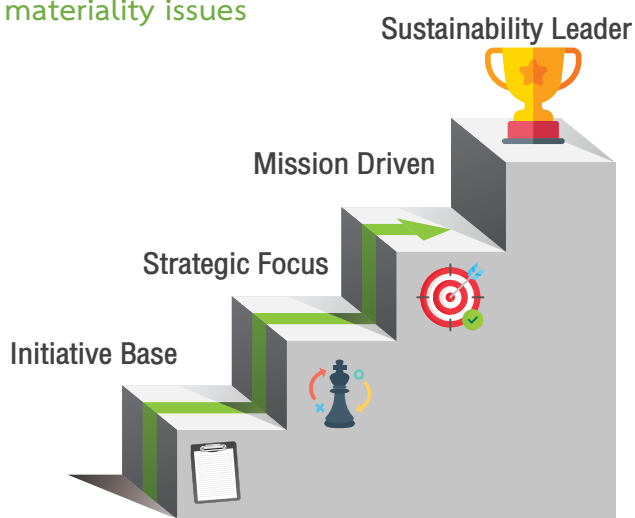 materiality issues
Sustainability Leader
Mission Driven
Strategic Focus
Initiative Base